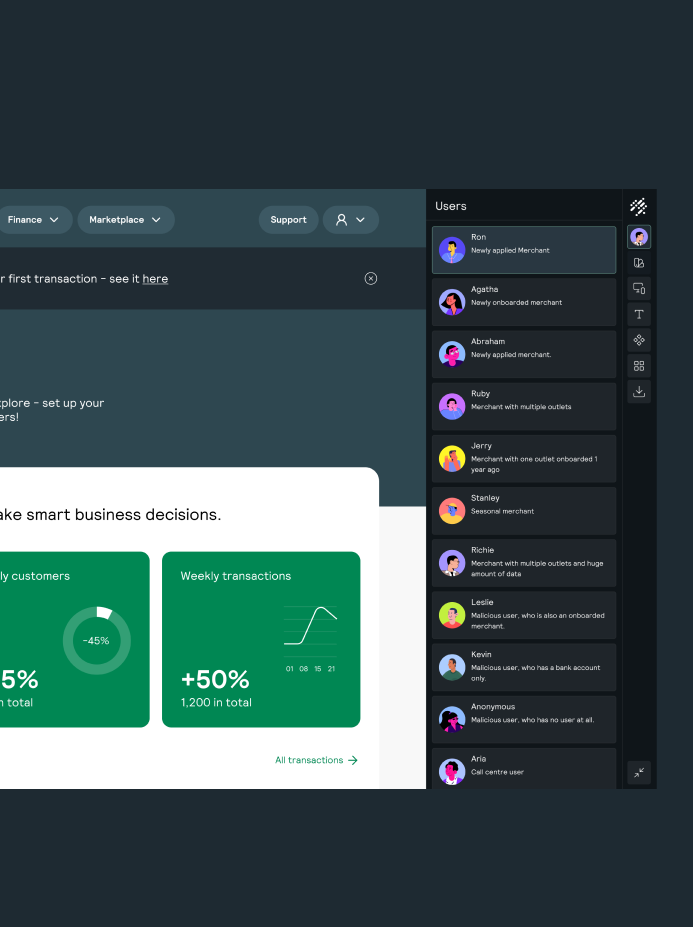 Finance
Marketplace
Support
r first transaction – see it here
xplore – set up your
ers!
ake smart business decisions.
ly customers
-45%
5%
n total
Weekly transactions
01 08 15 21
+50%
1,200 in total
All transactions
Users
Ron
Newly applied Merchant
Agatha
Newly onboarded merchant
Abraham
Newly applied merchant.
Ruby
Merchant with multiple outlets
Jerry
Merchant with one outlet onboarded 1
year ago
Stanley
Seasonal merchant
Richie
Merchant with multiple outlets and huge
amount of data
Leslie
Malicious user, who is also an onboarded
merchant.
Kevin
Malicious user, who has a bank account
only.
Anonymous
Malicious user, who has no user at all.
Aria
Call centre user